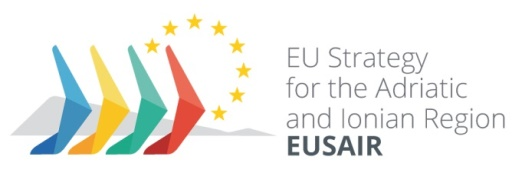 EU Strategy
for the Adriatic
and Ionian Region
EUSAIR